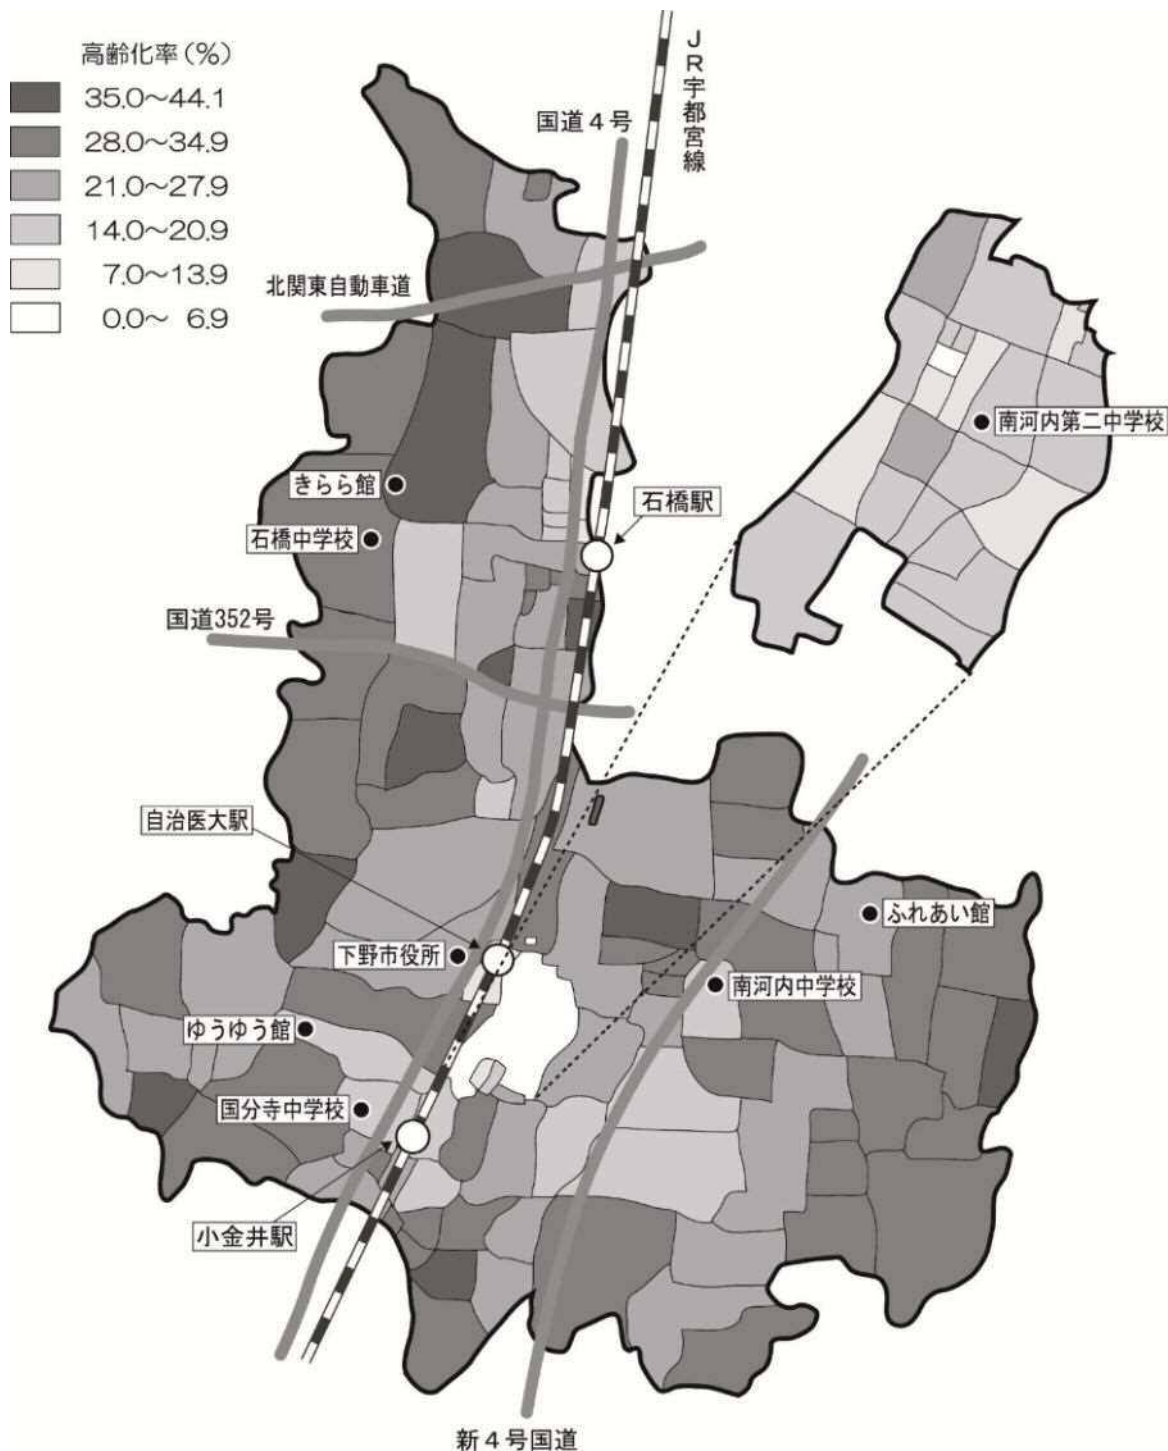 高齢化率(%)
35.0～44.1
28.0～34.9
21.0～27.9
14.0～20.9
7.0～13.9
0.0～ 6.9
JR宇都宮線
国道4号
北関東自動車道
南河内第二中学校
きらら館
石橋駅
石橋中学校
国道352号
自治医大駅
ふれあい館
下野市役所
南河内中学校
ゆうゆう館
国分寺中学校
小金井駅
新4号国道